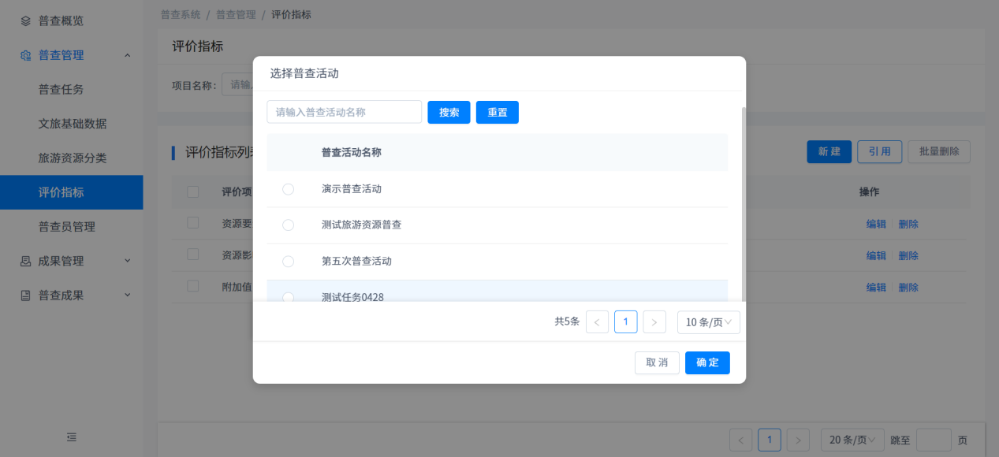 普查概览
普查管理
普查任务
文旅基础数据
旅游资源分类
评价指标
普查员管理
成果管理
普查成果
普查系统 / 普查管理 / 评价指标
评价指标
项目名称: 请输
评价指标列
新建 引用 批量删除
评价项 操作
资源要 编辑 删除
资源影 编辑 删除
附加值 编辑 删除
选择普查活动
请输入普查活动名称 搜索 重置
普查活动名称
演示普查活动
测试旅游资源普查
第五次普查活动
测试任务0428
共5条 < 1 > 10 条/页
取消 确定
< 1 > 20 条/页 跳至 页